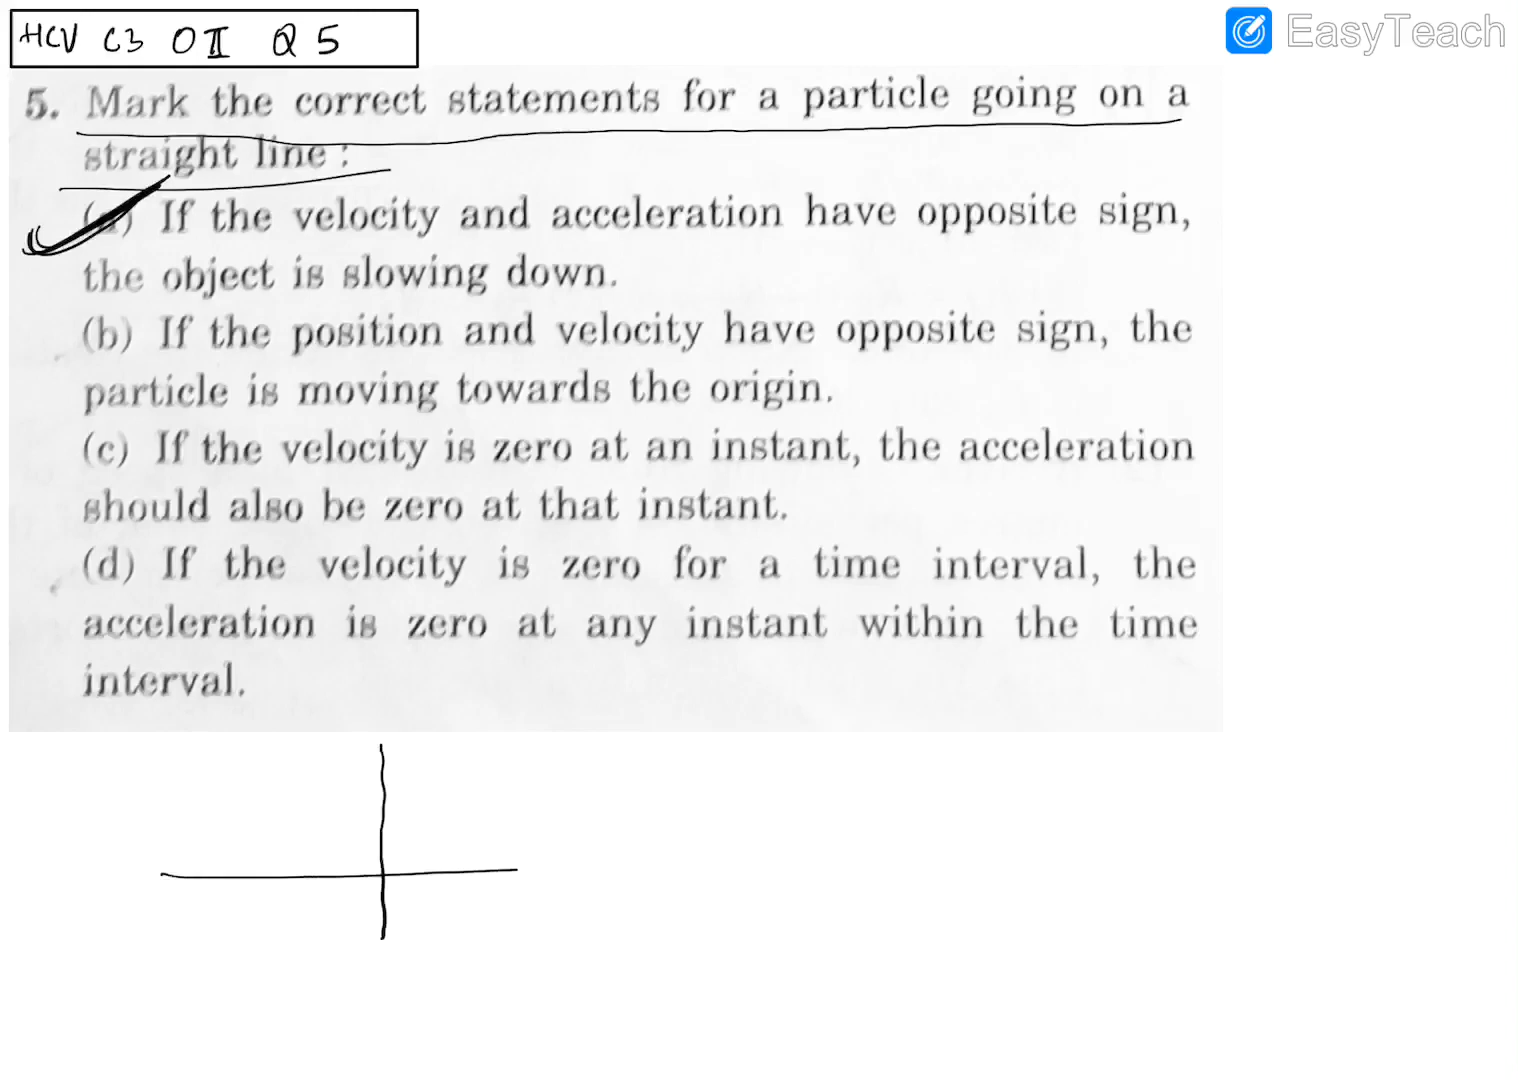 HCV C3 O II Q 5
EasyTeach
5. Mark the correct statements for a particle going on a
straight line :
(a) If the velocity and acceleration have opposite sign,
the object is slowing down.
(b) If the position and velocity have opposite sign, the
particle is moving towards the origin.
(c) If the velocity is zero at an instant, the acceleration
should also be zero at that instant.
(d) If the velocity is zero for a time interval, the
acceleration is zero at any instant within the time
interval.